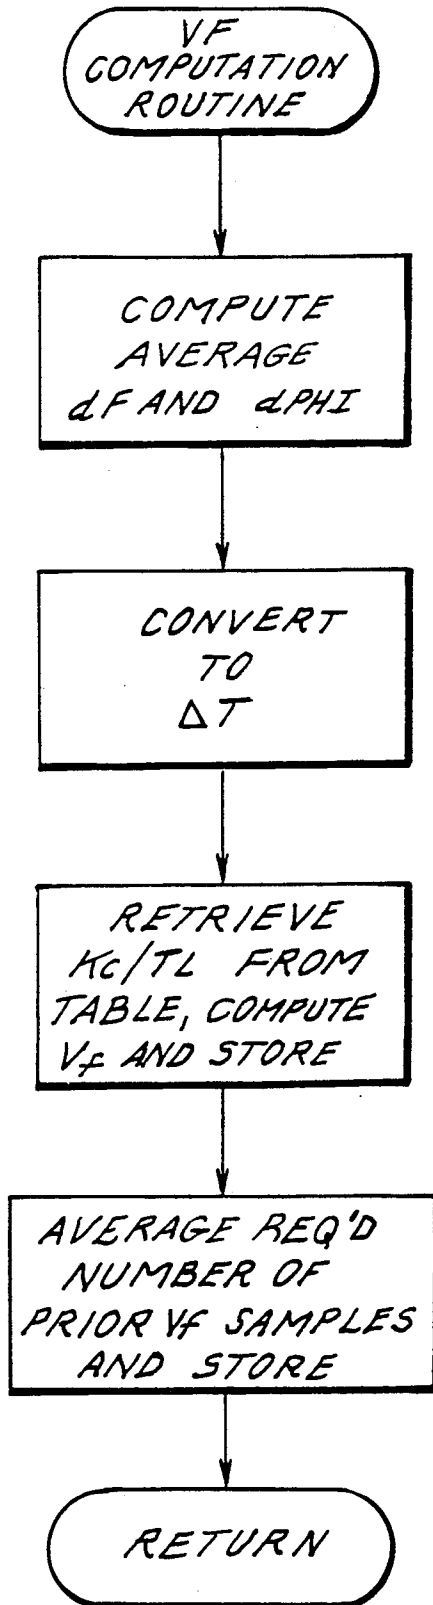 VF
COMPUTATION
ROUTINE
COMPUTE
AVERAGE
dF AND dPHI
CONVERT
TO
ΔT
RETRIEVE
Kc/TL FROM
TABLE, COMPUTE
Vf AND STORE
AVERAGE REQ'D
NUMBER OF
PRIOR Vf SAMPLES
AND STORE
RETURN